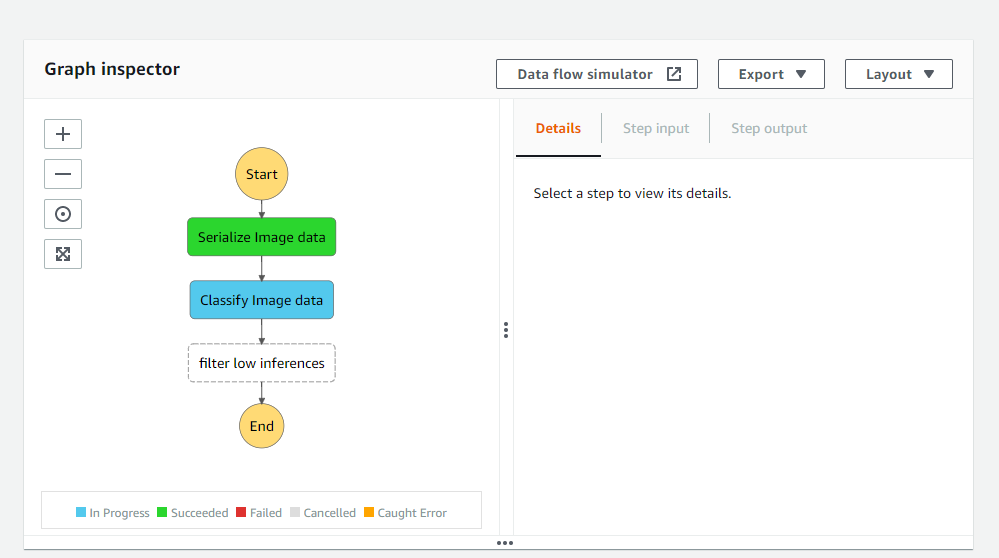 Graph inspector
Data flow simulator
Export
Layout
Details
Step input
Step output
Select a step to view its details.
Start
Serialize Image data
Classify Image data
filter low inferences
End
In Progress Succeeded Failed Cancelled Caught Error